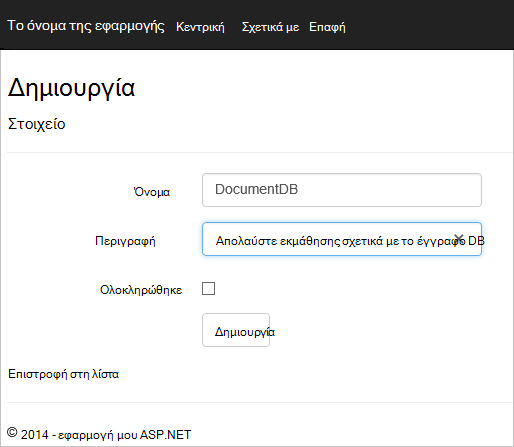 Το όνομα της εφαρμογής Κεντρική Σχετικά με Επαφή
Δημιουργία
Στοιχείο
Όνομα DocumentDB
Περιγραφή Απολαύστε εκμάθησης σχετικά με το έγγραφο DB
Ολοκληρώθηκε
Δημιουργία
Επιστροφή στη λίστα
© 2014 - εφαρμογή μου ASP.NET